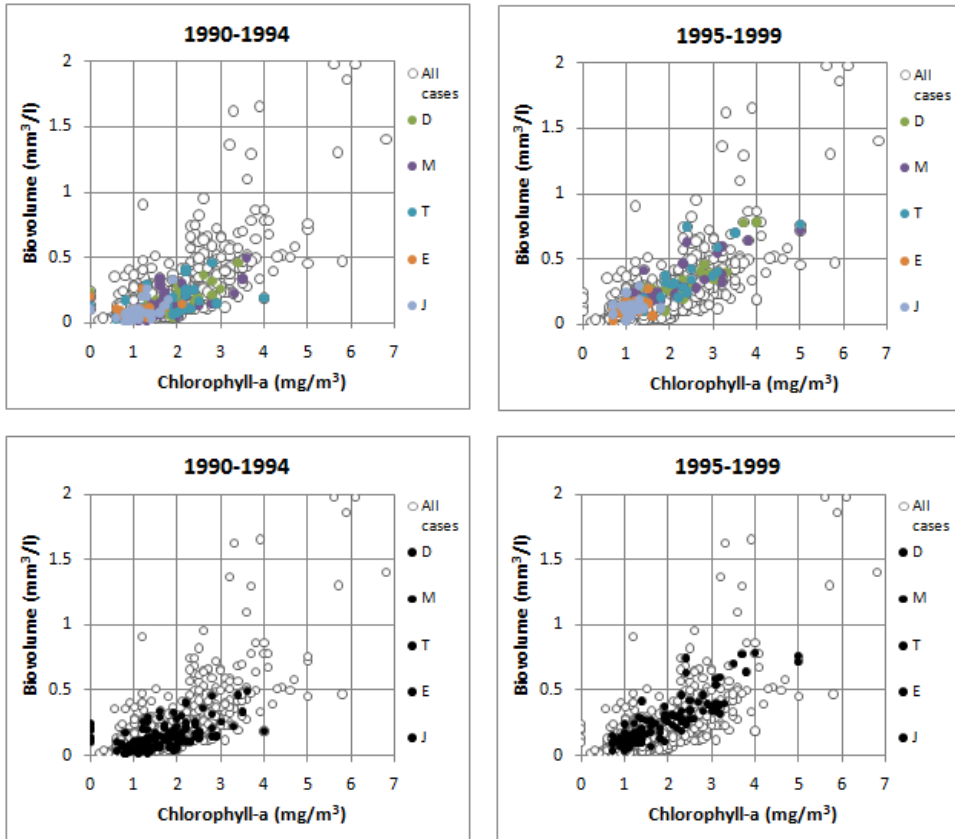 1990-1994
2
1.5
1
0.5
0
0 1 2 3 4 5 6 7
Biovolume (mm³/l)
Chlorophyll-a (mg/m³)
All
cases
D
M
T
E
J
1995-1999
2
1.5
1
0.5
0
0 1 2 3 4 5 6 7
Biovolume (mm³/l)
Chlorophyll-a (mg/m³)
All
cases
D
M
T
E
J
1990-1994
2
1.5
1
0.5
0
0 1 2 3 4 5 6 7
Biovolume (mm³/l)
Chlorophyll-a (mg/m³)
All
cases
D
M
T
E
J
1995-1999
2
1.5
1
0.5
0
0 1 2 3 4 5 6 7
Biovolume (mm³/l)
Chlorophyll-a (mg/m³)
All
cases
D
M
T
E
J